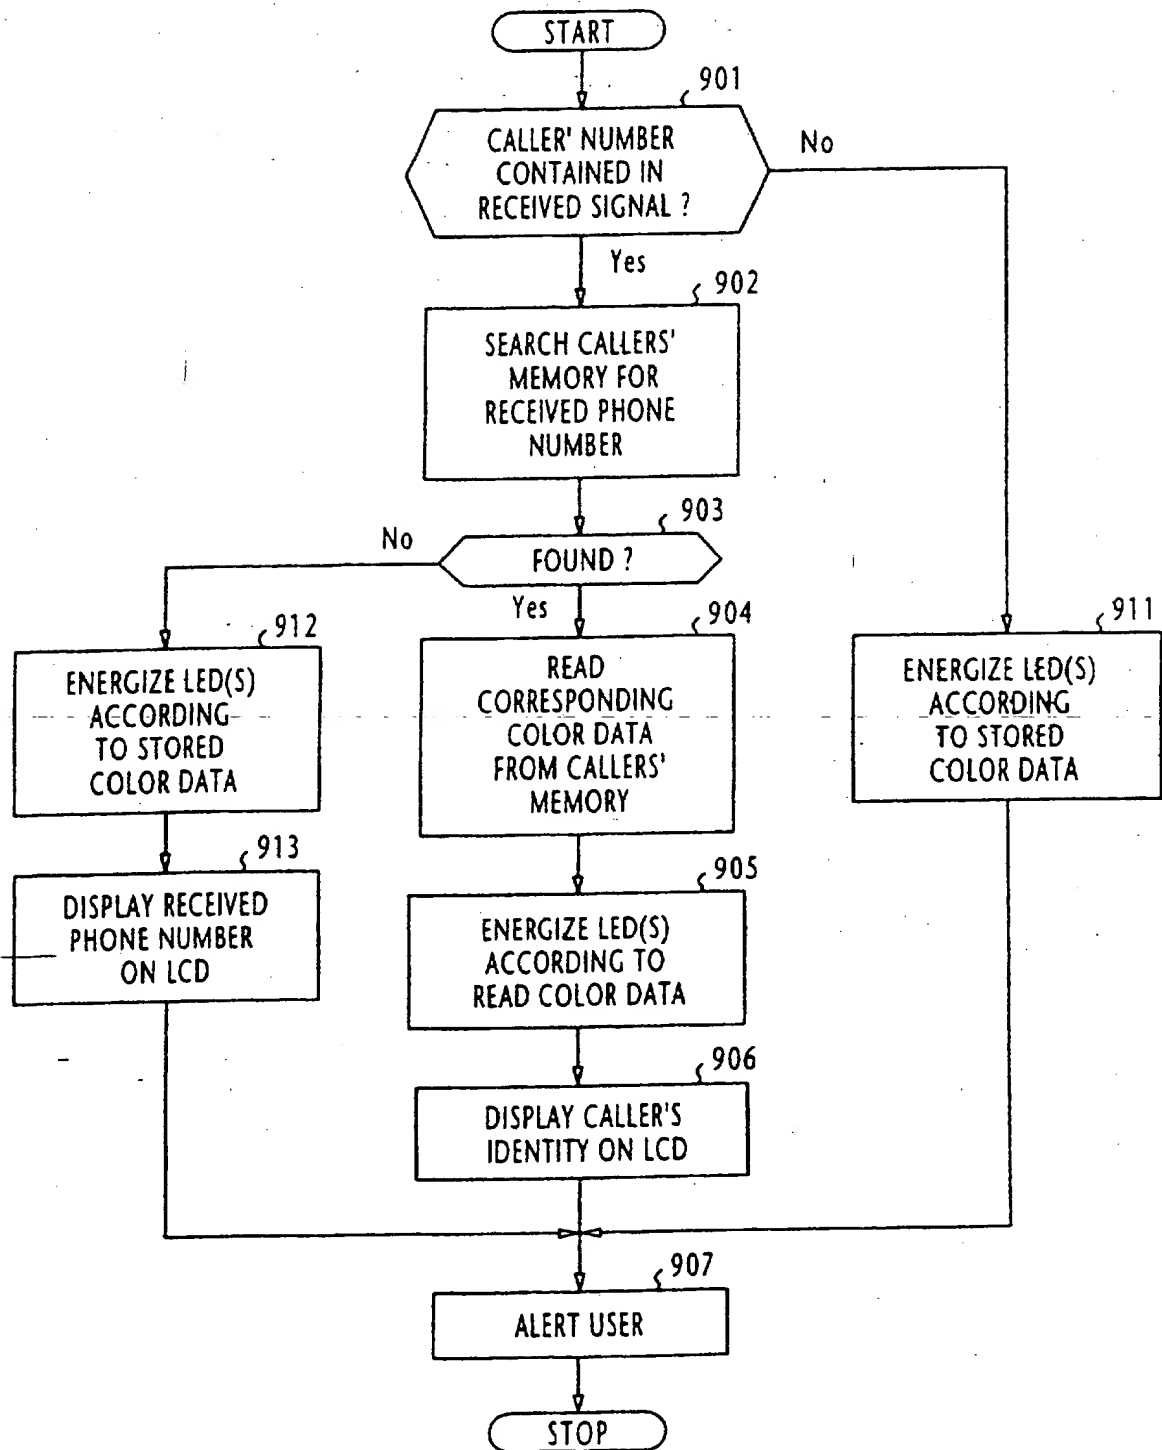 START
901
CALLER' NUMBER
CONTAINED IN
RECEIVED SIGNAL ?
No
Yes
902
SEARCH CALLERS'
MEMORY FOR
RECEIVED PHONE
NUMBER
903
No
FOUND ?
Yes
912
ENERGIZE LED(S)
ACCORDING
TO STORED
COLOR DATA
904
READ
CORRESPONDING
COLOR DATA
FROM CALLERS'
MEMORY
911
ENERGIZE LED(S)
ACCORDING
TO STORED
COLOR DATA
913
DISPLAY RECEIVED
PHONE NUMBER
ON LCD
905
ENERGIZE LED(S)
ACCORDING TO
READ COLOR DATA
906
DISPLAY CALLER'S
IDENTITY ON LCD
907
ALERT USER
STOP